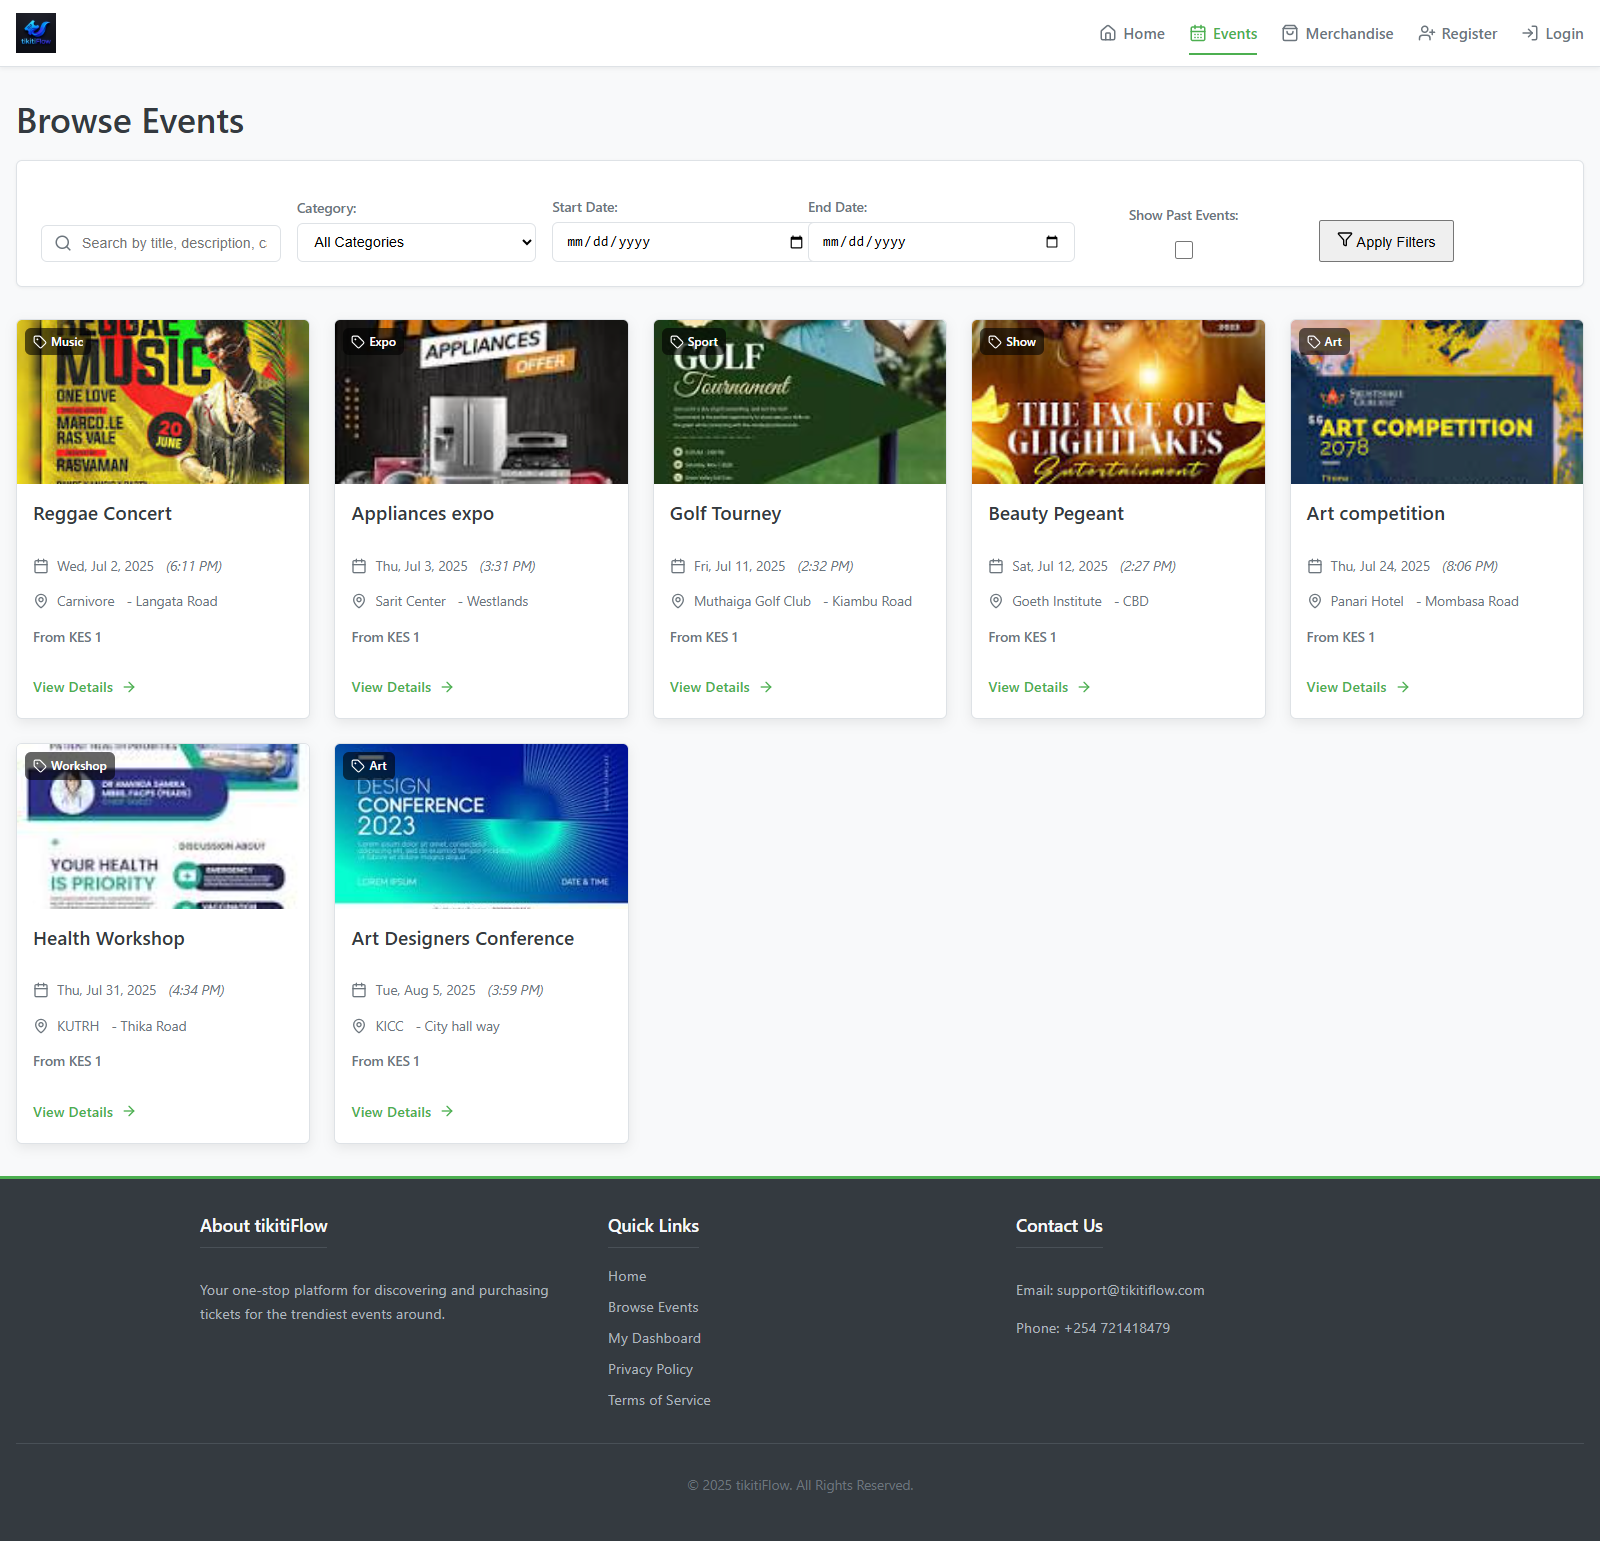 tikitiFlow
Home
Events
Merchandise
Register
Login
Browse Events
Search by title, description, c
Category:
All Categories
Start Date:
mm/dd/yyyy
End Date:
mm/dd/yyyy
Show Past Events:
Apply Filters
Music
REGGAE
MUSIC
ONE LOVE
MARCO.LE
RAS VALE
20
JUNE
RASVAMAN
Reggae Concert
Wed, Jul 2, 2025 (6:11 PM)
Carnivore - Langata Road
From KES 1
View Details
Expo
APPLIANCES
OFFER
Appliances expo
Thu, Jul 3, 2025 (3:31 PM)
Sarit Center - Westlands
From KES 1
View Details
Sport
GOLF
Tournament
Golf Tourney
Fri, Jul 11, 2025 (2:32 PM)
Muthaiga Golf Club - Kiambu Road
From KES 1
View Details
Show
2023
THE FACE OF
GLIGHTLAKES
Entertainment
Beauty Pegeant
Sat, Jul 12, 2025 (2:27 PM)
Goeth Institute - CBD
From KES 1
View Details
Art
ART COMPETITION
2078
Art competition
Thu, Jul 24, 2025 (8:06 PM)
Panari Hotel - Mombasa Road
From KES 1
View Details
Workshop
YOUR HEALTH
IS PRIORITY
DISCUSSION ABOUT
EMERGENCY
VACCINATION
Health Workshop
Thu, Jul 31, 2025 (4:34 PM)
KUTRH - Thika Road
From KES 1
View Details
Art
DESIGN
CONFERENCE
2023
LOREM IPSUM
DATE & TIME
Art Designers Conference
Tue, Aug 5, 2025 (3:59 PM)
KICC - City hall way
From KES 1
View Details
About tikitiFlow
Your one-stop platform for discovering and purchasing
tickets for the trendiest events around.
Quick Links
Home
Browse Events
My Dashboard
Privacy Policy
Terms of Service
Contact Us
Email: support@tikitiflow.com
Phone: +254 721418479
© 2025 tikitiFlow. All Rights Reserved.